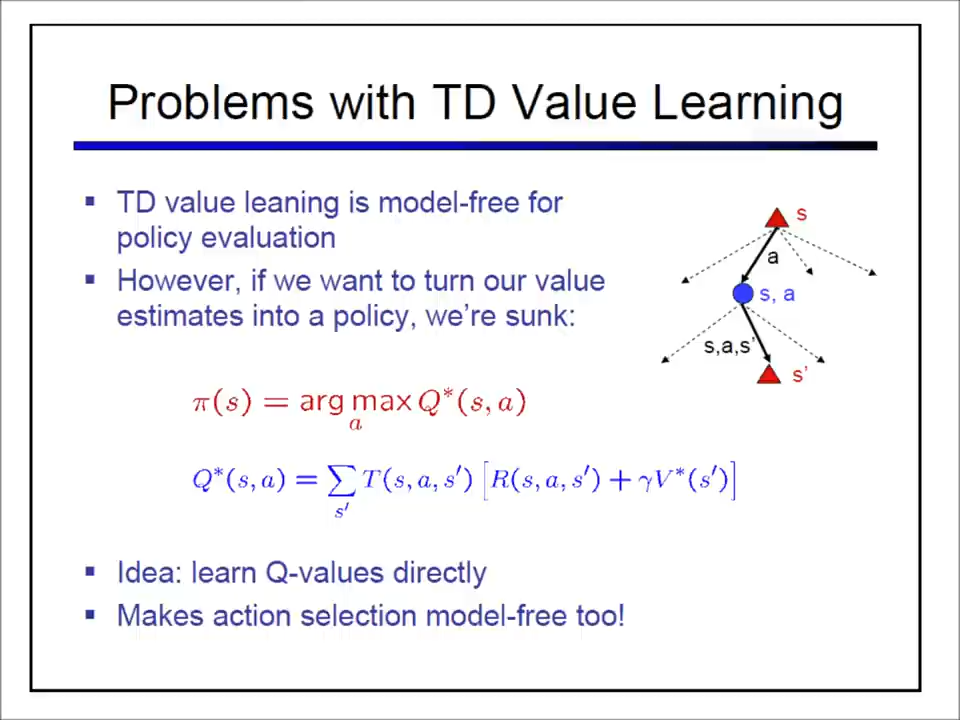 Problems with TD Value Learning
▪ TD value leaning is model-free for
policy evaluation
▪ However, if we want to turn our value
estimates into a policy, we're sunk:
s
a
s, a
s,a,s'
s'
π(s) = arg max Q*(s, a)
a
Q*(s, a) = ∑ T(s, a, s′) [R(s, a, s′) + γV*(s′)]
s′
▪ Idea: learn Q-values directly
▪ Makes action selection model-free too!